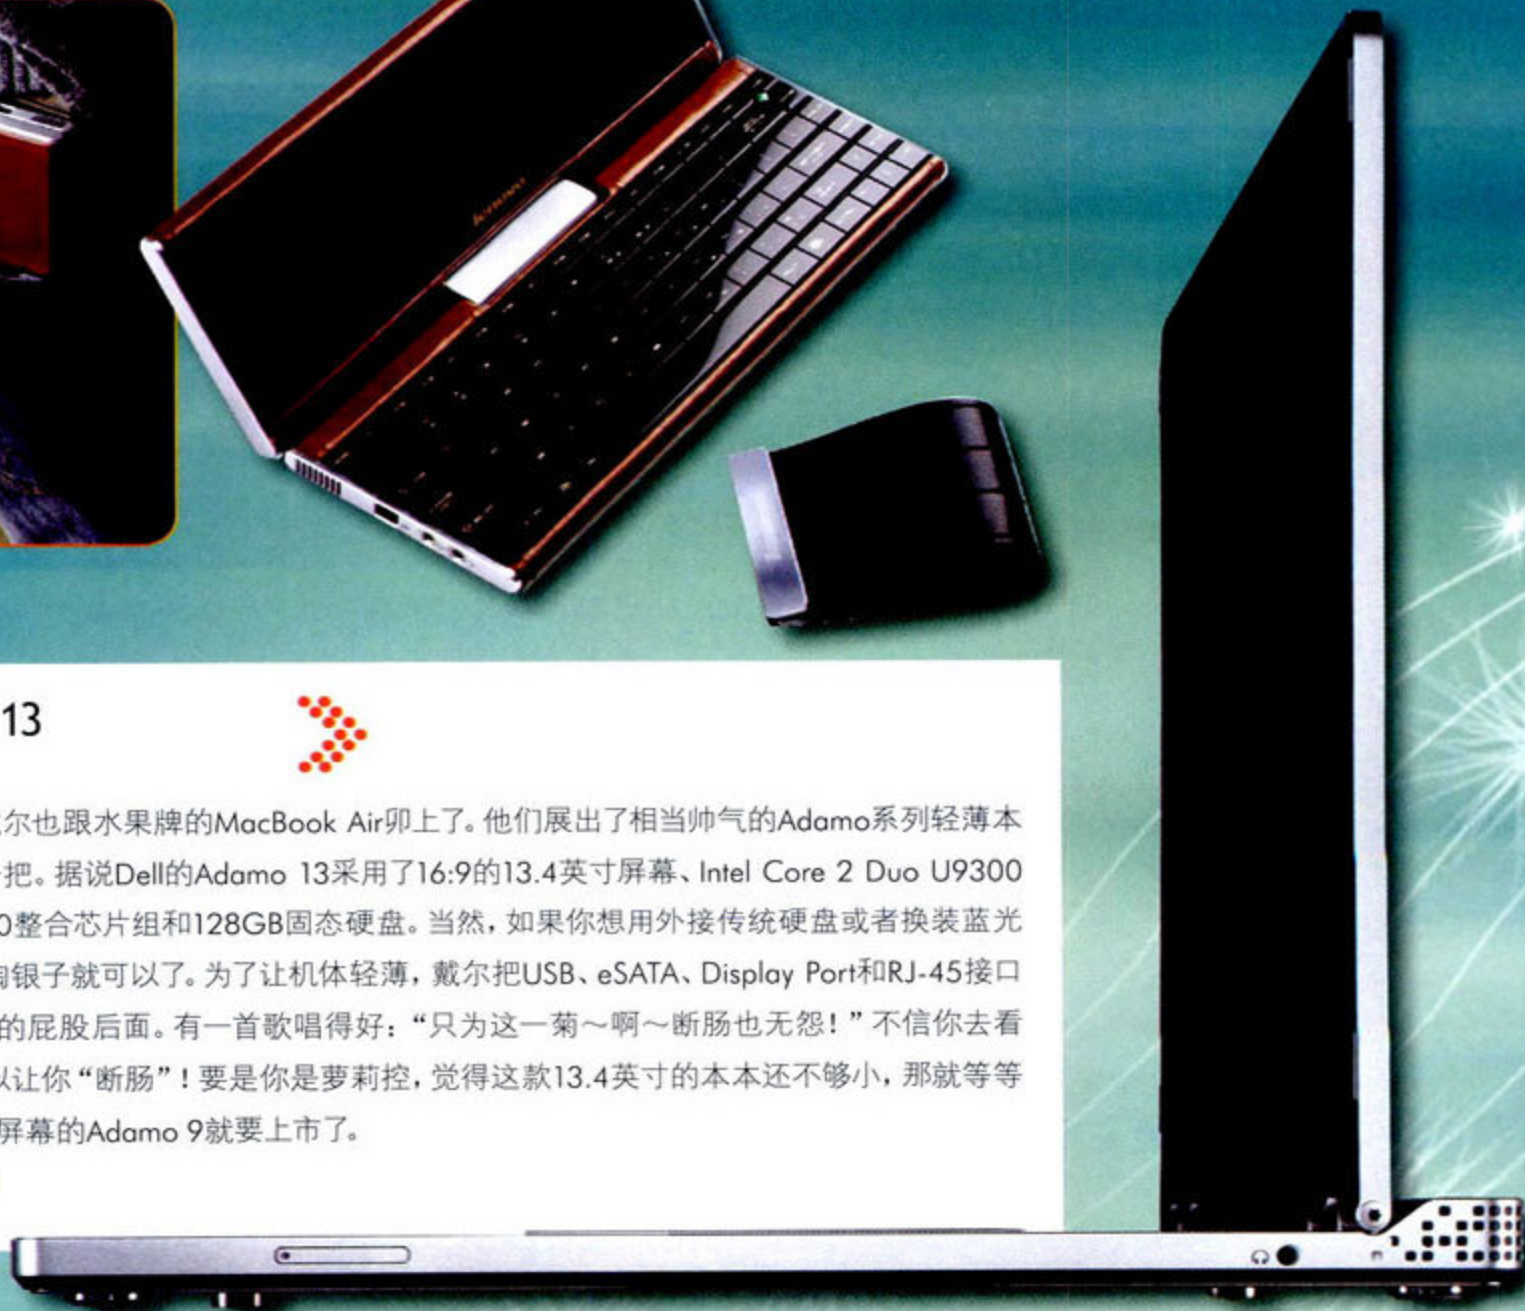 lenovo
13
尔也跟水果牌的MacBook Air卯上了。他们展出了相当帅气的Adamo系列轻薄本
把。据说Dell的Adamo 13采用了16:9的13.4英寸屏幕、Intel Core 2 Duo U9300
0整合芯片组和128GB固态硬盘。当然，如果你想用外接传统硬盘或者换装蓝光
银子就可以了。为了让机体轻薄，戴尔把USB、eSATA、Display Port和RJ-45接口
的屁股后面。有一首歌唱得好：“只为这一菊～啊～断肠也无怨！”不信你去看
以让你“断肠”！要是你是萝莉控，觉得这款13.4英寸的本本还不够小，那就等等
屏幕的Adamo 9就要上市了。